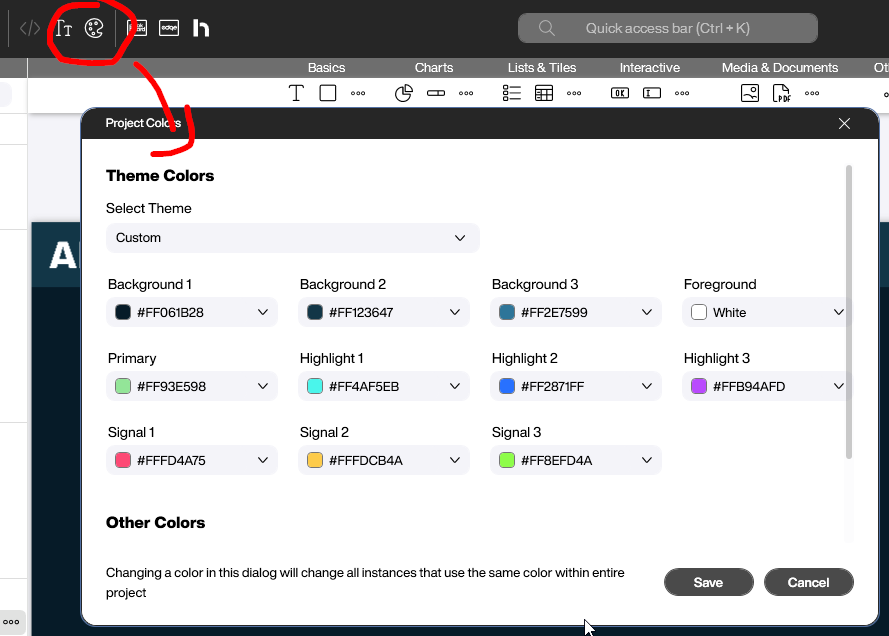 </>
TT
edge
h
Quick access bar (Ctrl + K)
Basics
Charts
Lists & Tiles
Interactive
Media & Documents
T
OK
PDF
Project Colors
A
Theme Colors
Select Theme
Custom
Background 1
Background 2
Background 3
Foreground
#FF061B28
#FF123647
#FF2E7599
White
Primary
Highlight 1
Highlight 2
Highlight 3
#FF93E598
#FF4AF5EB
#FF2871FF
#FFB94AFD
Signal 1
Signal 2
Signal 3
#FFFD4A75
#FFFDCB4A
#FF8EFD4A
Other Colors
Changing a color in this dialog will change all instances that use the same color within entire
project
Save
Cancel